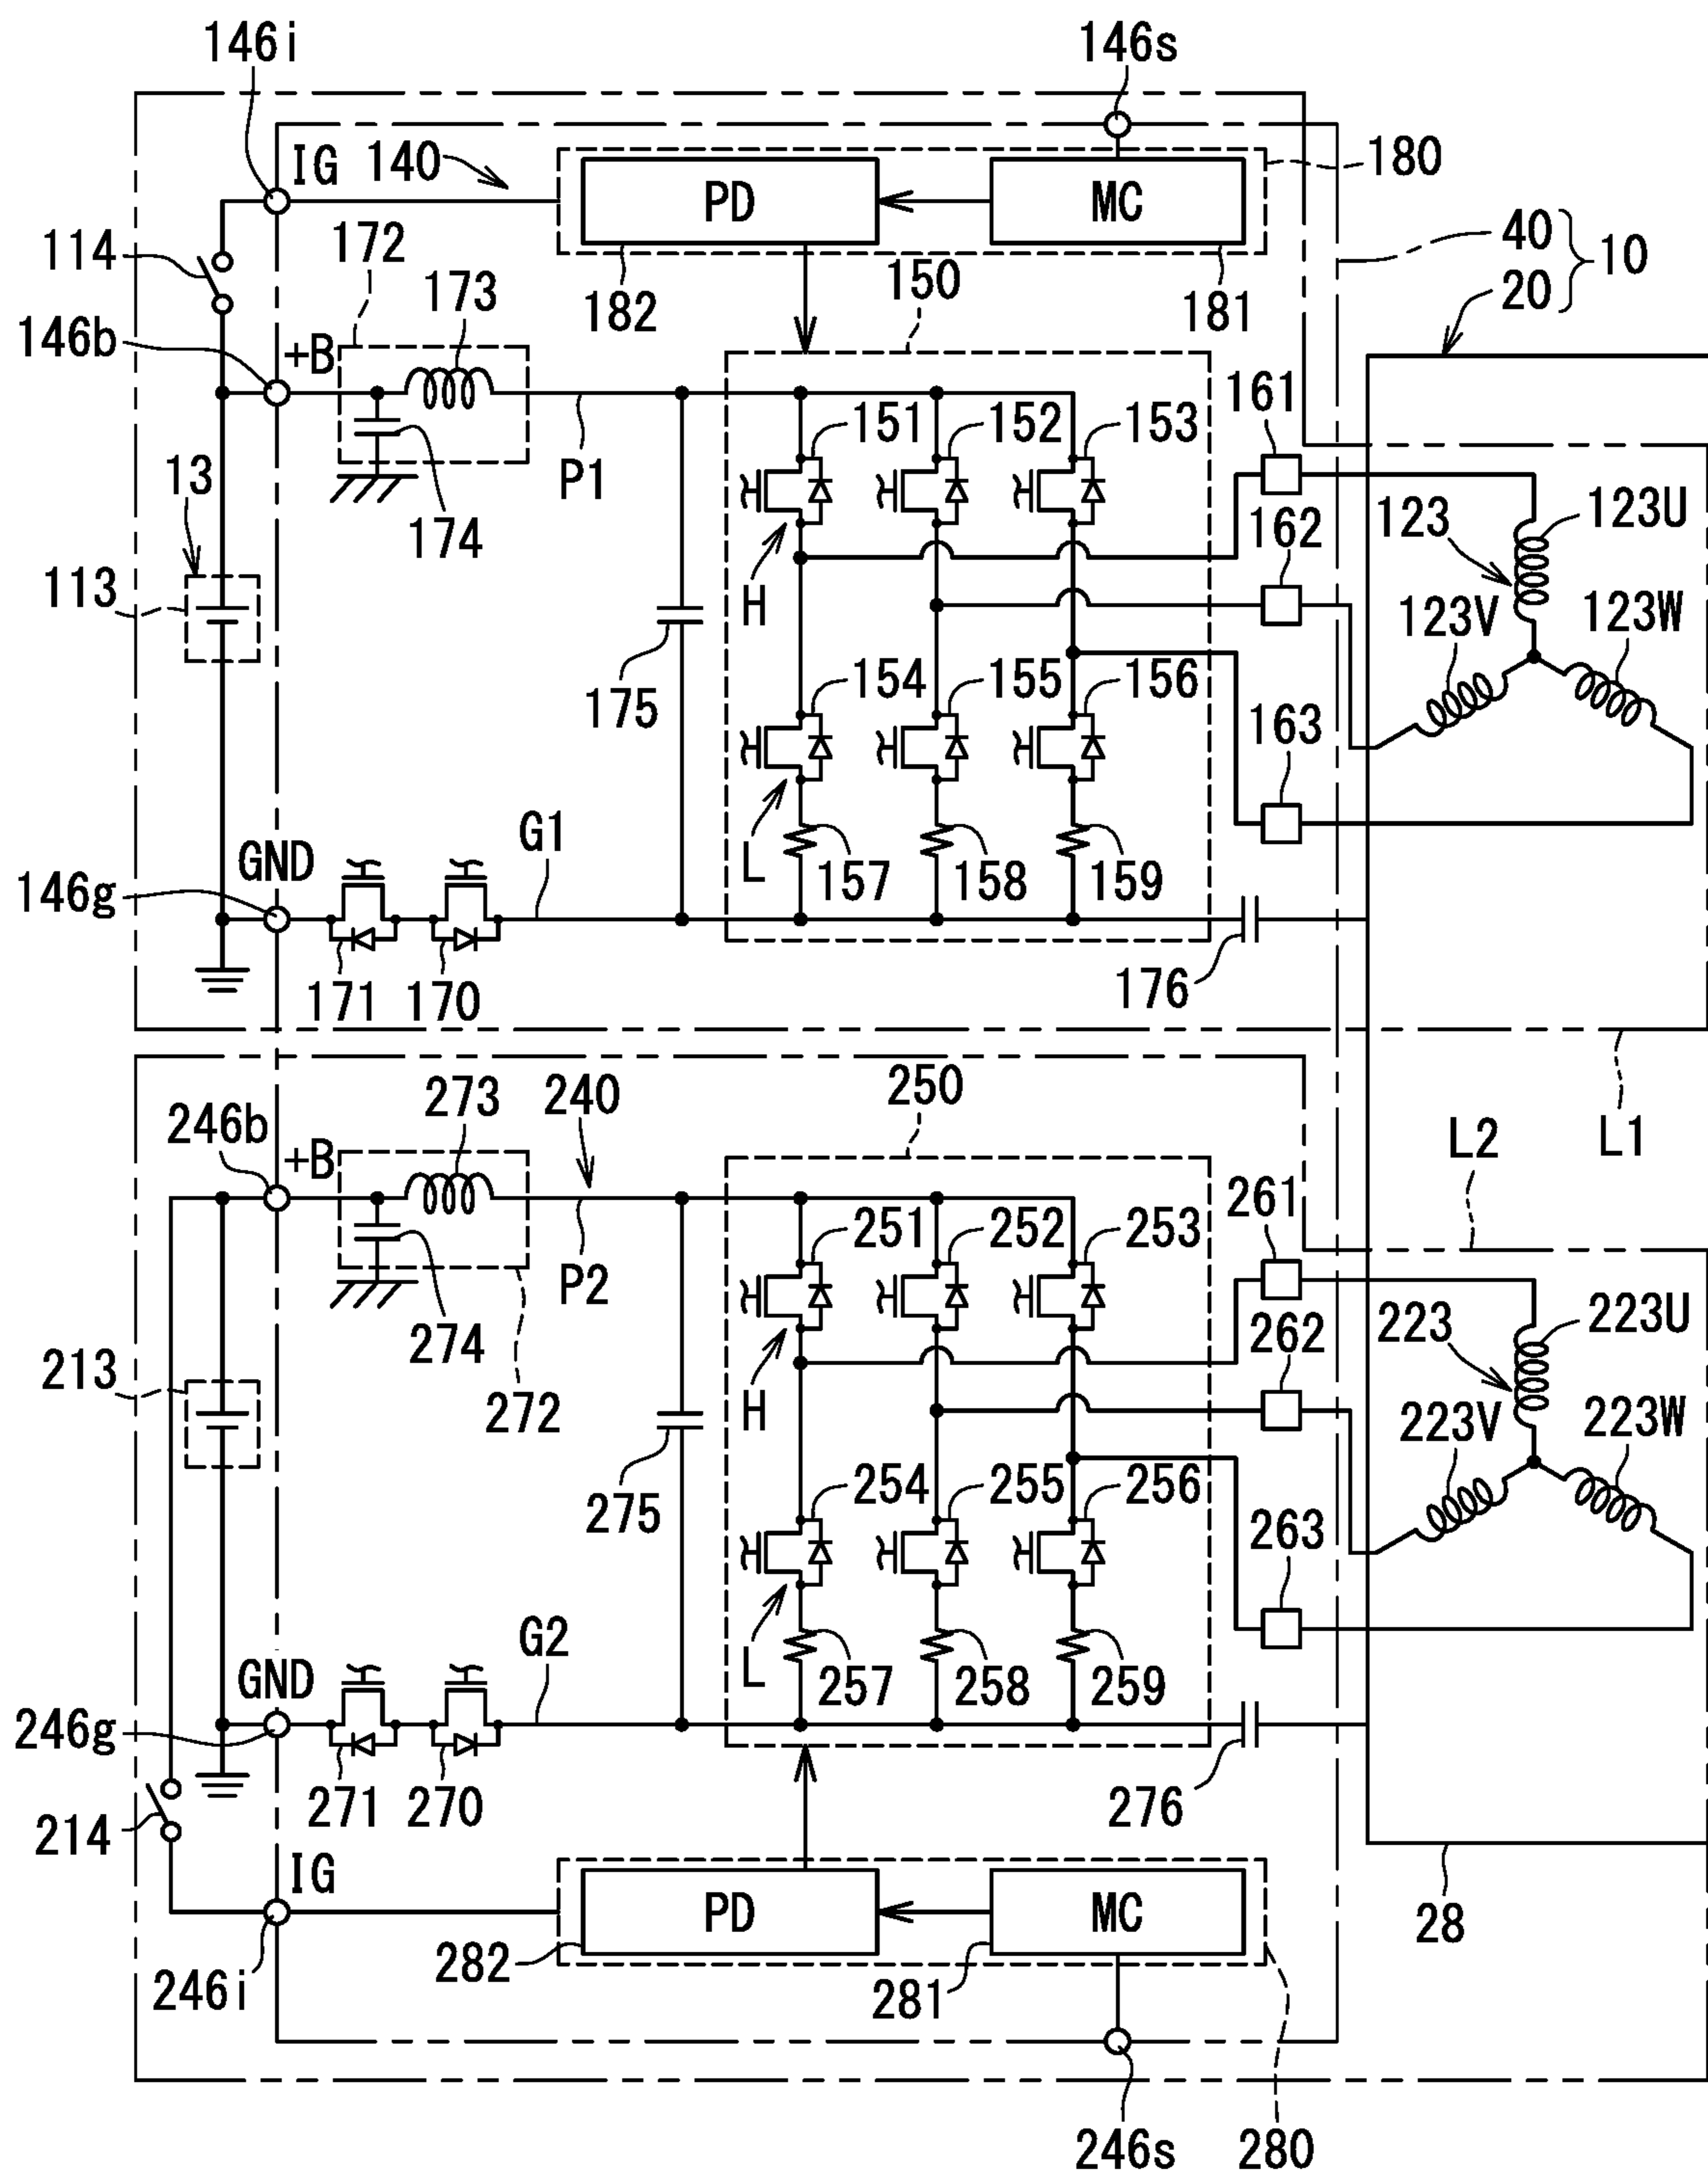 146i
146s
IG
140
PD
MC
180
114
172
173
182
150
181
40
20
10
146b
+B
161
151
152
153
P1
13
174
162
123
123U
H
113
123V
123W
175
154
155
156
163
G1
GND
L
157
158
159
146g
171
170
176
273
240
250
246b
+B
L2
L1
261
251
252
253
P2
274
262
223
223U
213
H
272
223V
223W
254
255
256
275
263
G2
GND
L
257
258
259
246g
271
270
276
214
IG
PD
MC
282
28
246i
281
246s
280